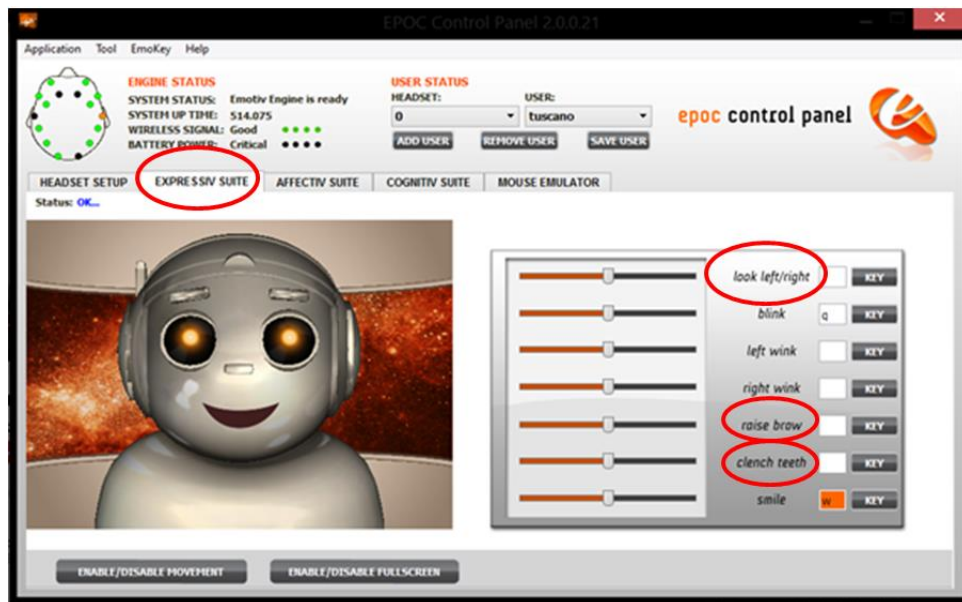 EPOC Control Panel 2.0.0.21
Application Tool EmoKey Help
ENGINE STATUS
SYSTEM STATUS: Emotiv Engine is ready
SYSTEM UP TIME: 514.075
WIRELESS SIGNAL: Good
BATTERY POWER: Critical
USER STATUS
HEADSET: USER:
0 tuscano
ADD USER REMOVE USER SAVE USER
epoc control panel
HEADSET SETUP EXPRESSIV SUITE AFFECTIV SUITE COGNITIV SUITE MOUSE EMULATOR
Status: OK...
look left/right KEY
blink q KEY
left wink KEY
right wink KEY
raise brow KEY
clench teeth KEY
smile w KEY
ENABLE/DISABLE MOVEMENT ENABLE/DISABLE FULLSCREEN